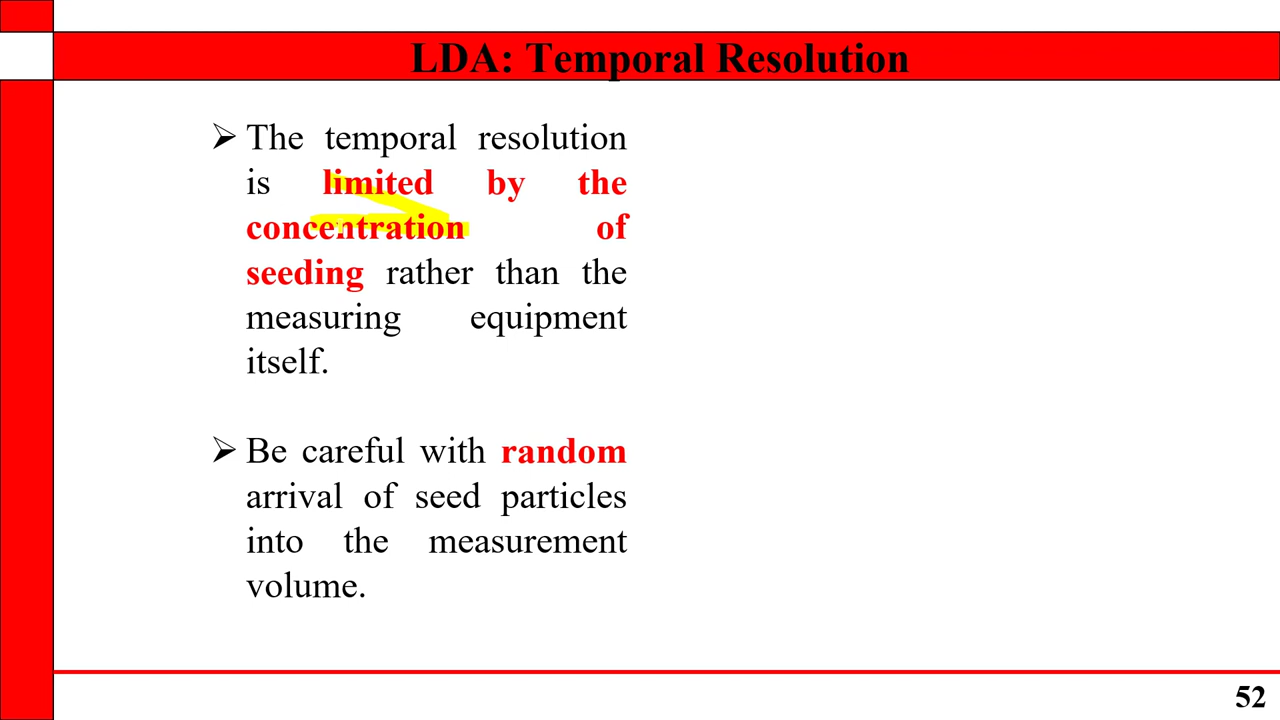 LDA: Temporal Resolution
➢ The temporal resolution
is limited by the
concentration of
seeding rather than the
measuring equipment
itself.
➢ Be careful with random
arrival of seed particles
into the measurement
volume.
52